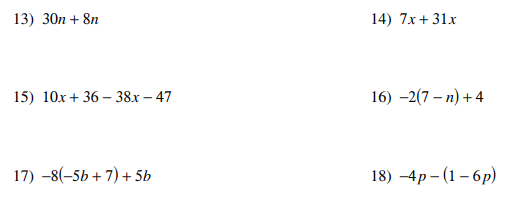 13) 30n + 8n
14) 7x + 31x
15) 10x + 36 − 38x − 47
16) −2(7 − n) + 4
17) −8(−5b + 7) + 5b
18) −4p − (1 − 6p)